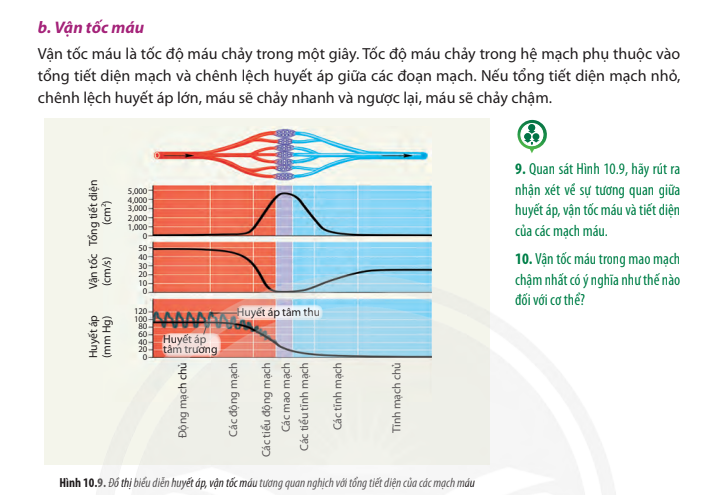 b. Vận tốc máu
Vận tốc máu là tốc độ máu chảy trong một giây. Tốc độ máu chảy trong hệ mạch phụ thuộc vào
tổng tiết diện mạch và chênh lệch huyết áp giữa các đoạn mạch. Nếu tổng tiết diện mạch nhỏ,
chênh lệch huyết áp lớn, máu sẽ chảy nhanh và ngược lại, máu sẽ chảy chậm.
Tổng tiết diện
(cm²)
5,000
4,000
3,000
2,000
1,000
0
Vận tốc
(cm/s)
50
40
30
20
10
0
Huyết áp
(mm Hg)
120
100
80
60
40
20
0
Huyết áp tâm thu
Huyết áp
tâm trương
Động mạch chủ
Các động mạch
Các tiểu động mạch
Các mao mạch
Các tiểu tĩnh mạch
Các tĩnh mạch
Tĩnh mạch chủ
Hình 10.9. Đồ thị biểu diễn huyết áp, vận tốc máu tương quan nghịch với tổng tiết diện của các mạch máu
9. Quan sát Hình 10.9, hãy rút ra
nhận xét về sự tương quan giữa
huyết áp, vận tốc máu và tiết diện
của các mạch máu.
10. Vận tốc máu trong mao mạch
chậm nhất có ý nghĩa như thế nào
đối với cơ thể?